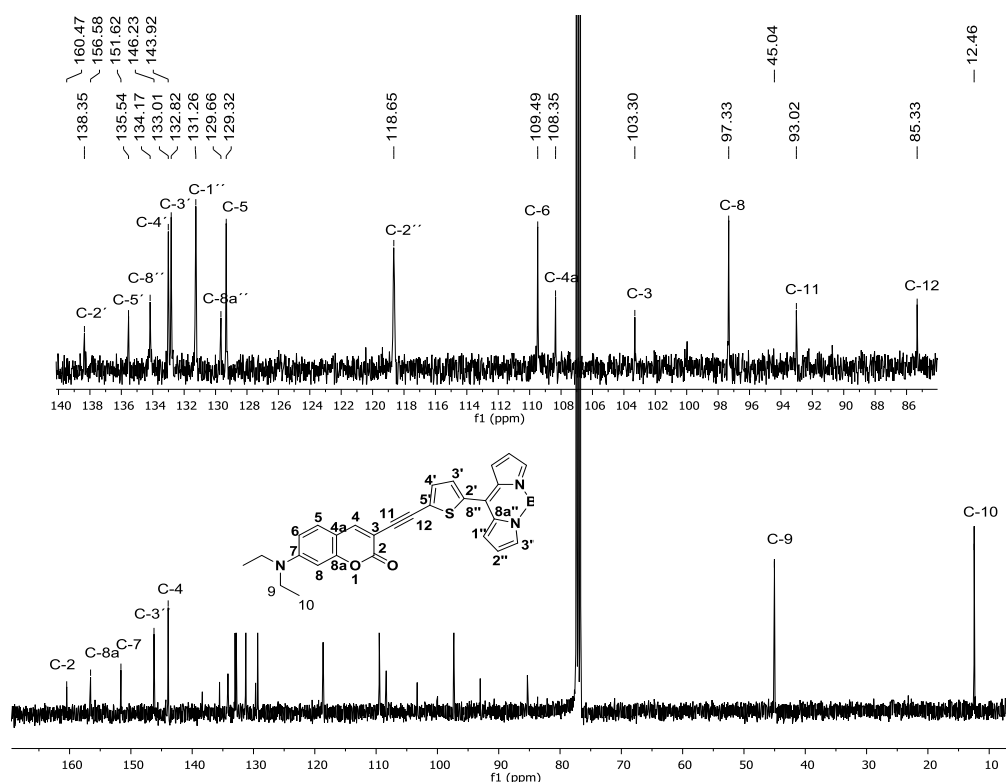 160.47
156.58
151.62
146.23
143.92
45.04
12.46
138.35
135.54
134.17
133.01
132.82
131.26
129.66
129.32
118.65
109.49
108.35
103.30
97.33
93.02
85.33
C-2´
C-5´
C-8´´
C-4´
C-3´
C-1´´
C-8a´´
C-5
C-2´´
C-6
C-4a
C-3
C-8
C-11
C-12
140 138 136 134 132 130 128 126 124 122 120 118 116 114 112 110 108 106 104 102 100 98 96 94 92 90 88 86
f1 (ppm)
C-2
C-8a
C-7
C-3´´
C-4
C-9
C-10
4' 3'
5' S 2'
8''
N
B
8a'' N
1'' 3''
2''
11
12
5 4a 4 3
6
7 8a 2
8 O O
1
N
9
10
160 150 140 130 120 110 100 90 80 70 60 50 40 30 20 10
f1 (ppm)